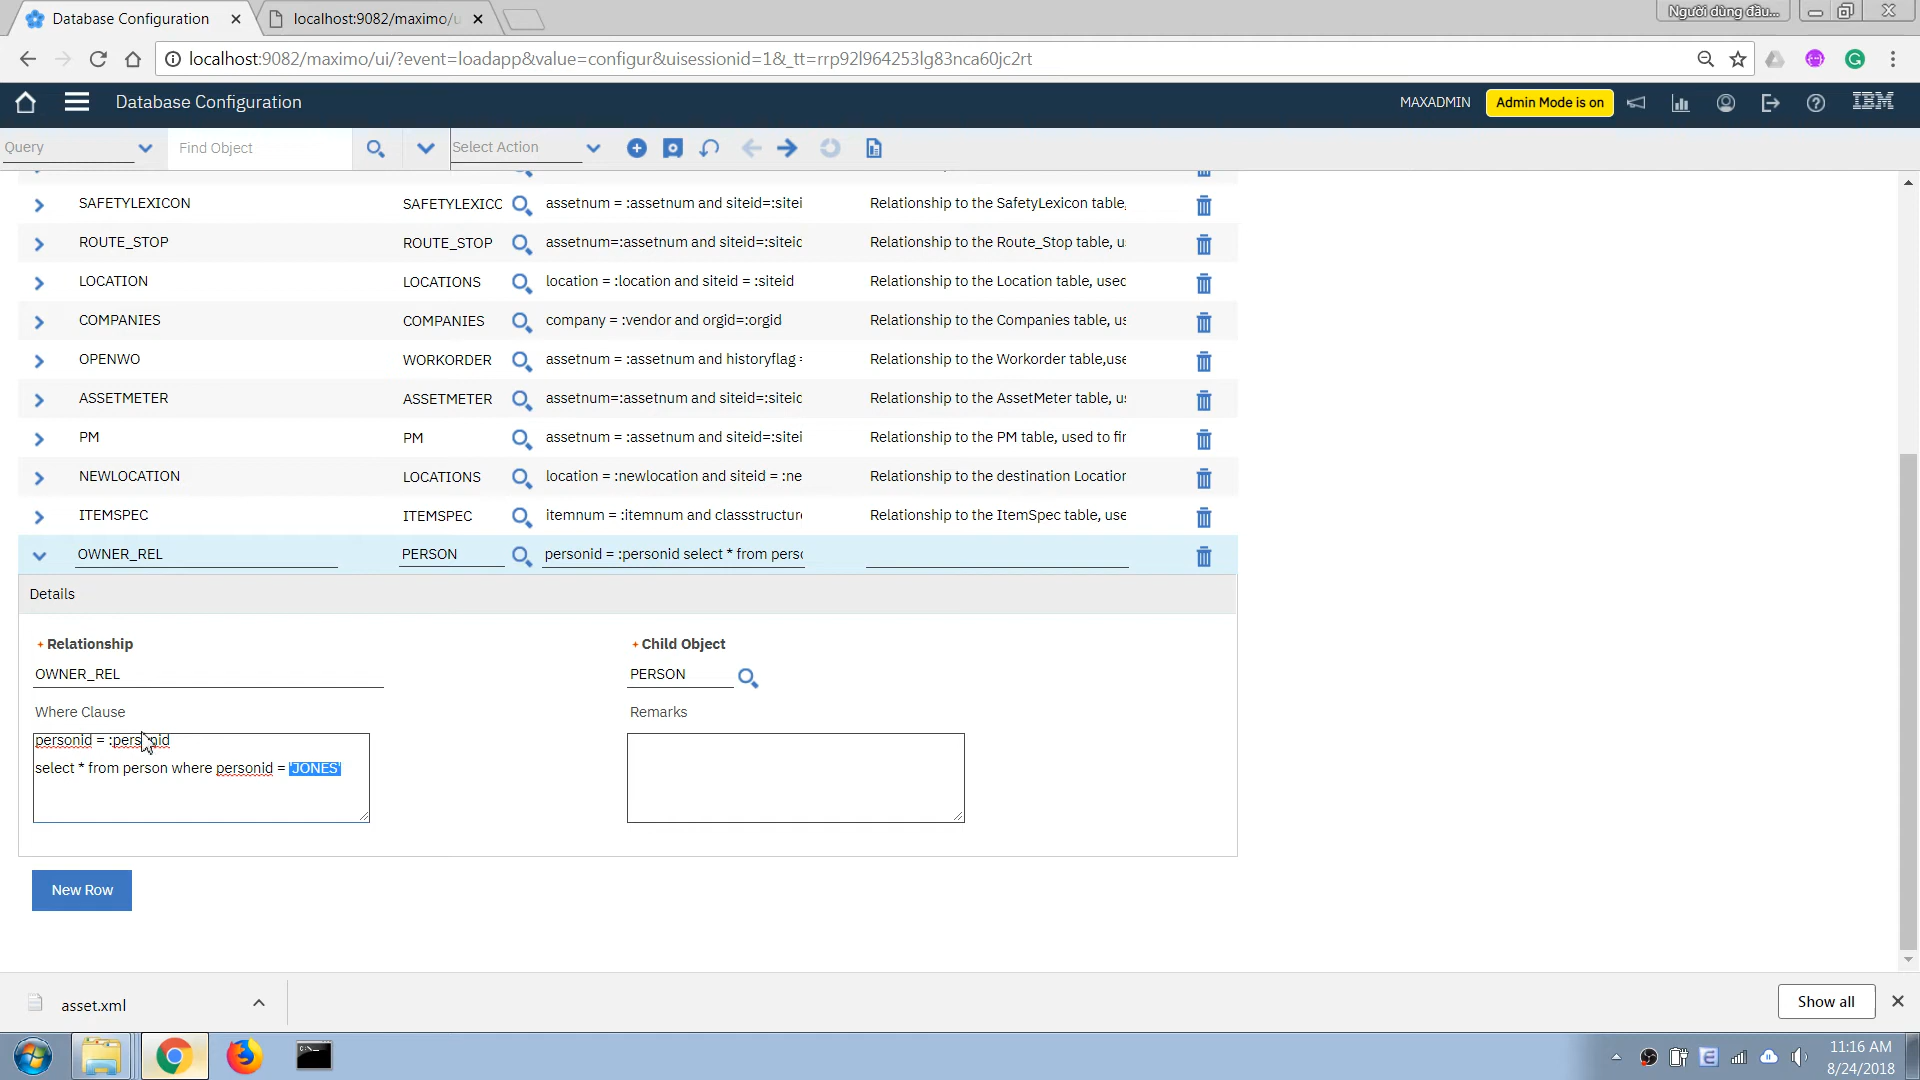 Database Configuration
localhost:9082/maximo/u
Người dùng đầu...
localhost:9082/maximo/ui/?event=loadapp&value=configur&uisessionid=1&_tt=rrp92l964253lg83nca60jc2rt
Database Configuration
MAXADMIN
Admin Mode is on
IBM
Query
Find Object
Select Action
SAFETYLEXICON SAFETYLEXICC assetnum = :assetnum and siteid=:sitei Relationship to the SafetyLexicon table,
ROUTE_STOP ROUTE_STOP assetnum=:assetnum and siteid=:siteid Relationship to the Route_Stop table, u
LOCATION LOCATIONS location = :location and siteid = :siteid Relationship to the Location table, used
COMPANIES COMPANIES company = :vendor and orgid=:orgid Relationship to the Companies table, us
OPENWO WORKORDER assetnum = :assetnum and historyflag = Relationship to the Workorder table,use
ASSETMETER ASSETMETER assetnum=:assetnum and siteid=:siteid Relationship to the AssetMeter table, u
PM PM assetnum = :assetnum and siteid=:sitei Relationship to the PM table, used to fir
NEWLOCATION LOCATIONS location = :newlocation and siteid = :ne Relationship to the destination Location
ITEMSPEC ITEMSPEC itemnum = :itemnum and classstructure Relationship to the ItemSpec table, use
OWNER_REL PERSON personid = :personid select * from perso
Details
Relationship
Child Object
OWNER_REL
PERSON
Where Clause
Remarks
personid = :personid
select * from person where personid = 'JONES'
New Row
asset.xml
Show all
11:16 AM
8/24/2018